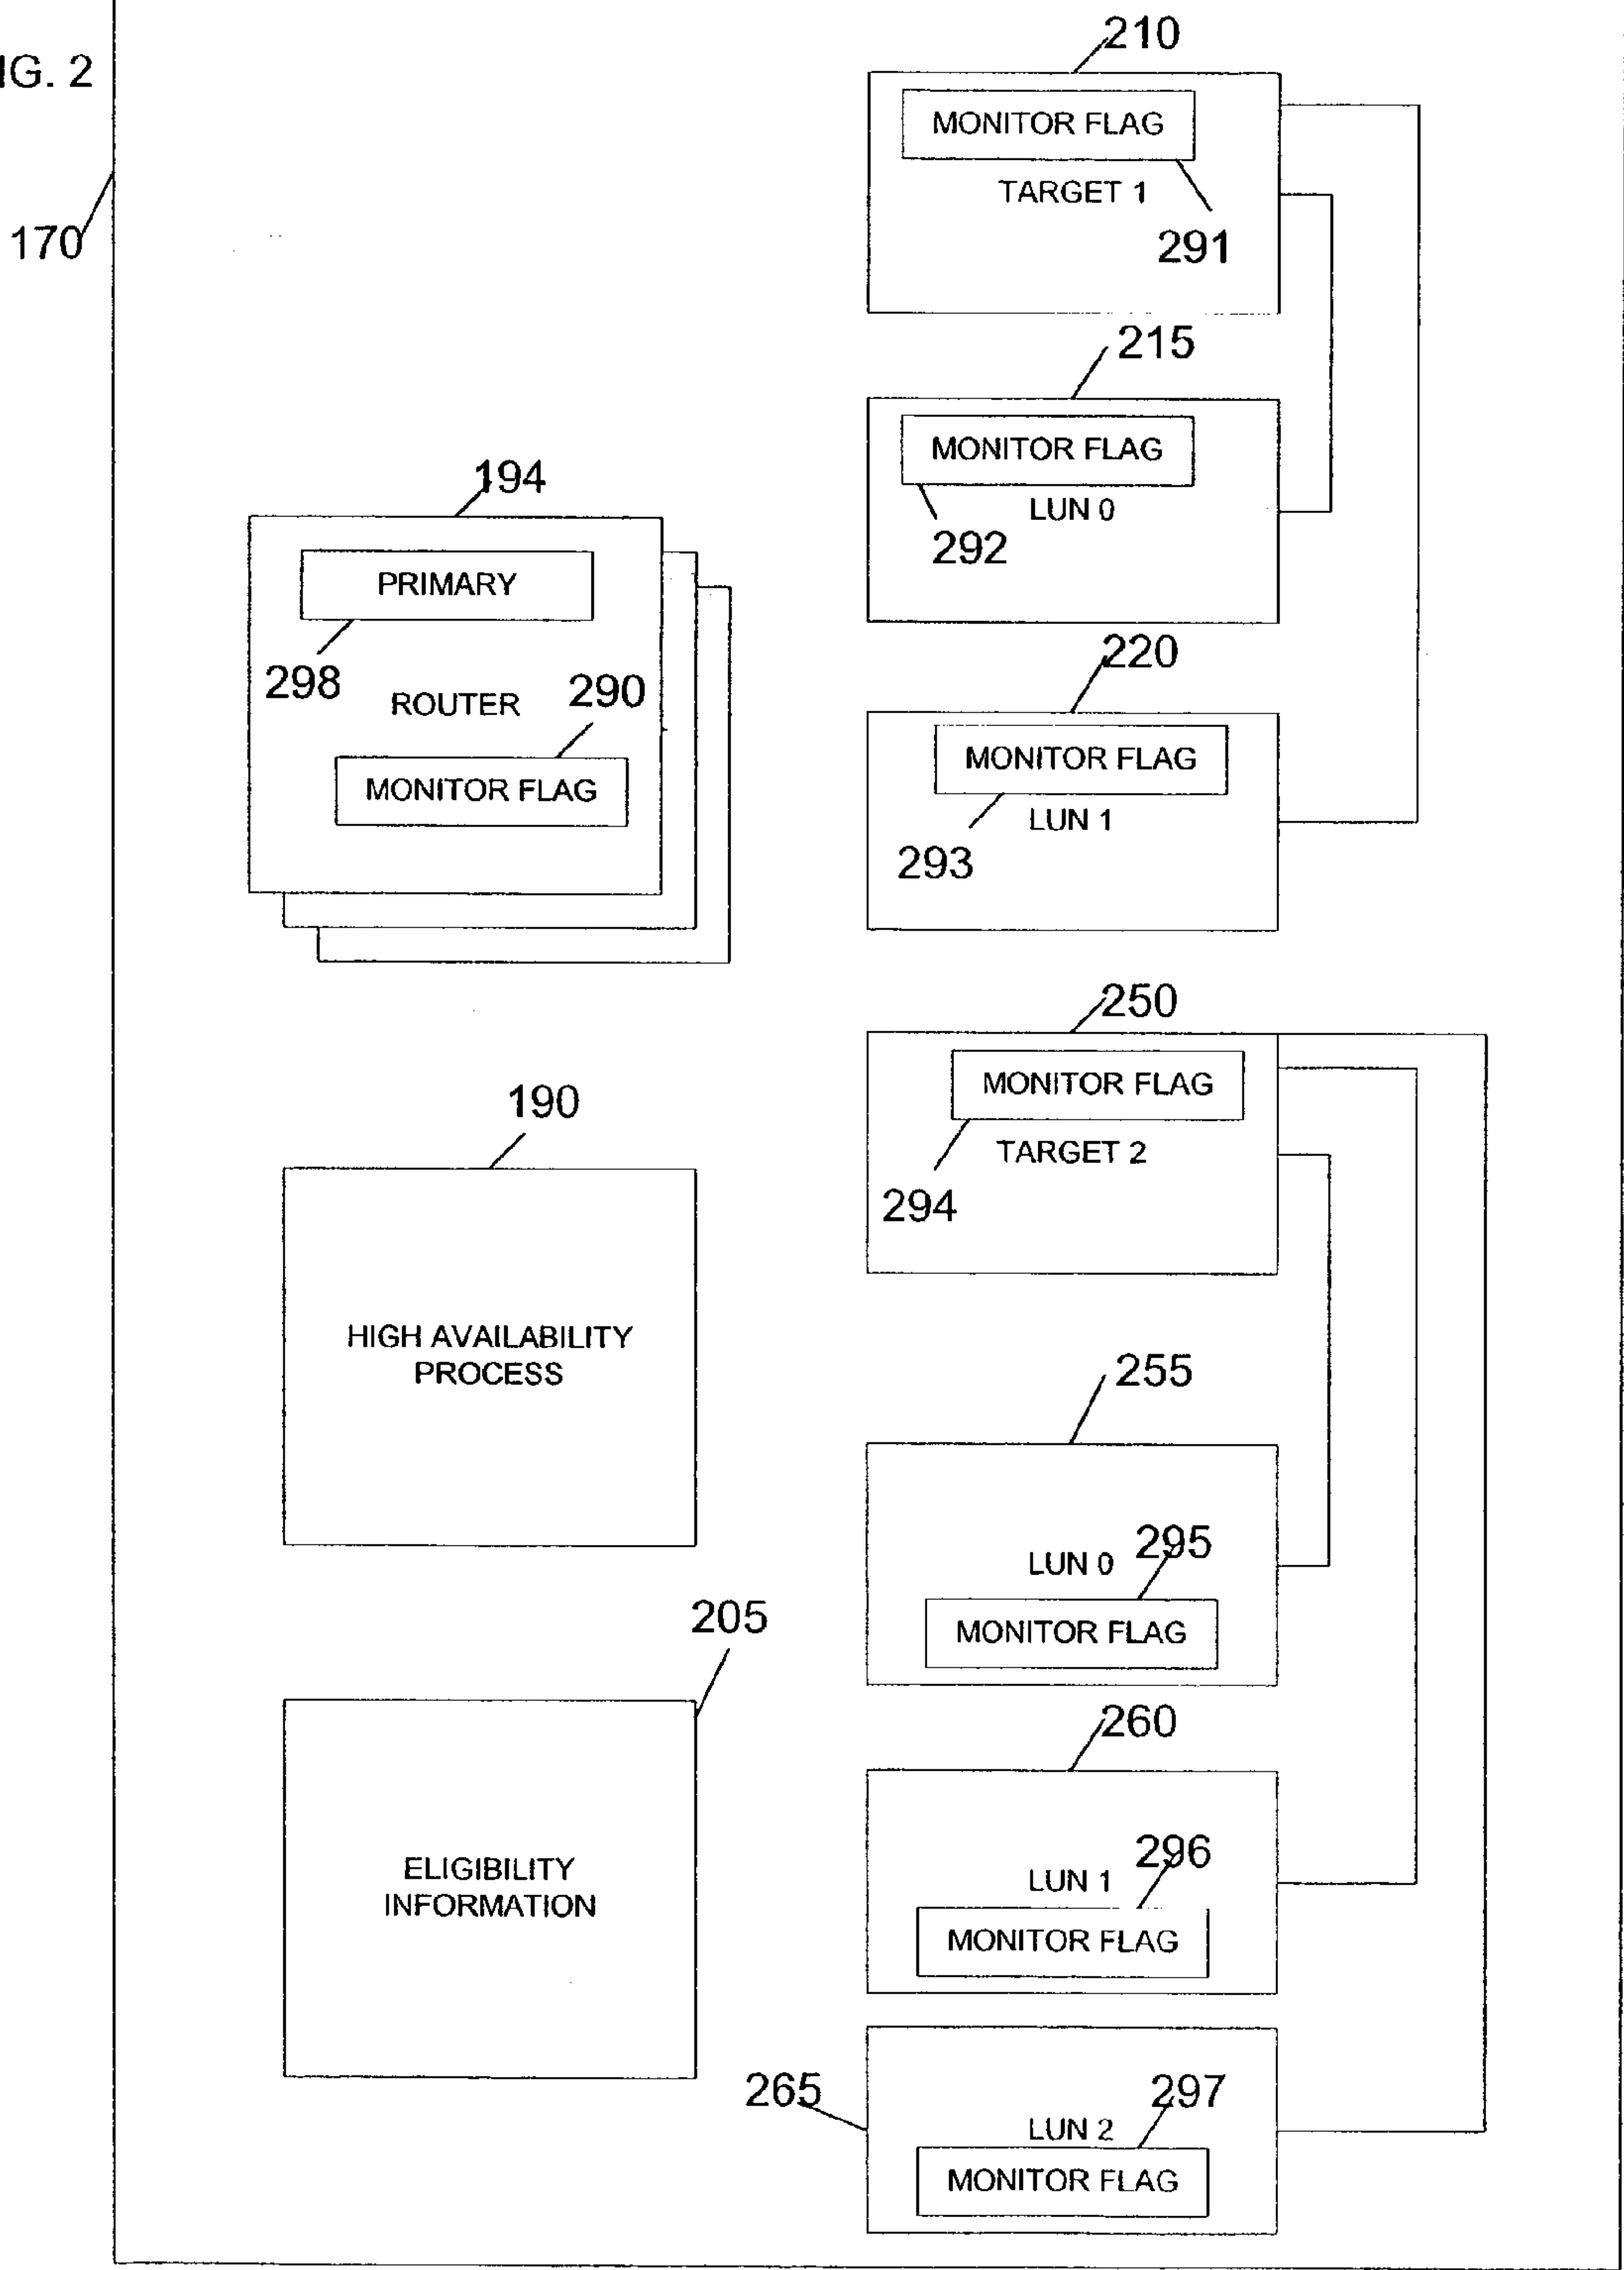 IG. 2
170
210
MONITOR FLAG
TARGET 1
291
215
MONITOR FLAG
LUN 0
292
194
PRIMARY
298
ROUTER
290
MONITOR FLAG
220
MONITOR FLAG
LUN 1
293
250
MONITOR FLAG
TARGET 2
294
190
HIGH AVAILABILITY
PROCESS
255
LUN 0
295
MONITOR FLAG
205
ELIGIBILITY
INFORMATION
260
LUN 1
296
MONITOR FLAG
265
LUN 2
297
MONITOR FLAG